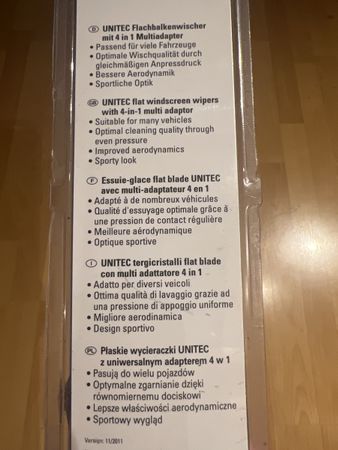 D UNITEC Flachbalkenwischer
mit 4 in 1 Multiadapter
• Passend für viele Fahrzeuge
• Optimale Wischqualität durch
gleichmäßigen Anpressdruck
• Bessere Aerodynamik
• Sportliche Optik
GB UNITEC flat windscreen wipers
with 4-in-1 multi adaptor
• Suitable for many vehicles
• Optimal cleaning quality through
even pressure
• Improved aerodynamics
• Sporty look
F Essuie-glace flat blade UNITEC
avec multi-adaptateur 4 en 1
• Adapté à de nombreux véhicules
• Qualité d'essuyage optimale grâce à
une pression de contact régulière
• Meilleure aérodynamique
• Optique sportive
I UNITEC tergicristalli flat blade
con multi adattatore 4 in 1
• Adatto per diversi veicoli
• Ottima qualità di lavaggio grazie ad
una pressione di appoggio uniforme
• Migliore aerodinamica
• Design sportivo
PL Płaskie wycieraczki UNITEC
z uniwersalnym adapterem 4 w 1
• Pasują do wielu pojazdów
• Optymalne zgarnianie dzięki
równomiernemu dociskowi
• Lepsze właściwości aerodynamiczne
• Sportowy wygląd
Version: 11/2011